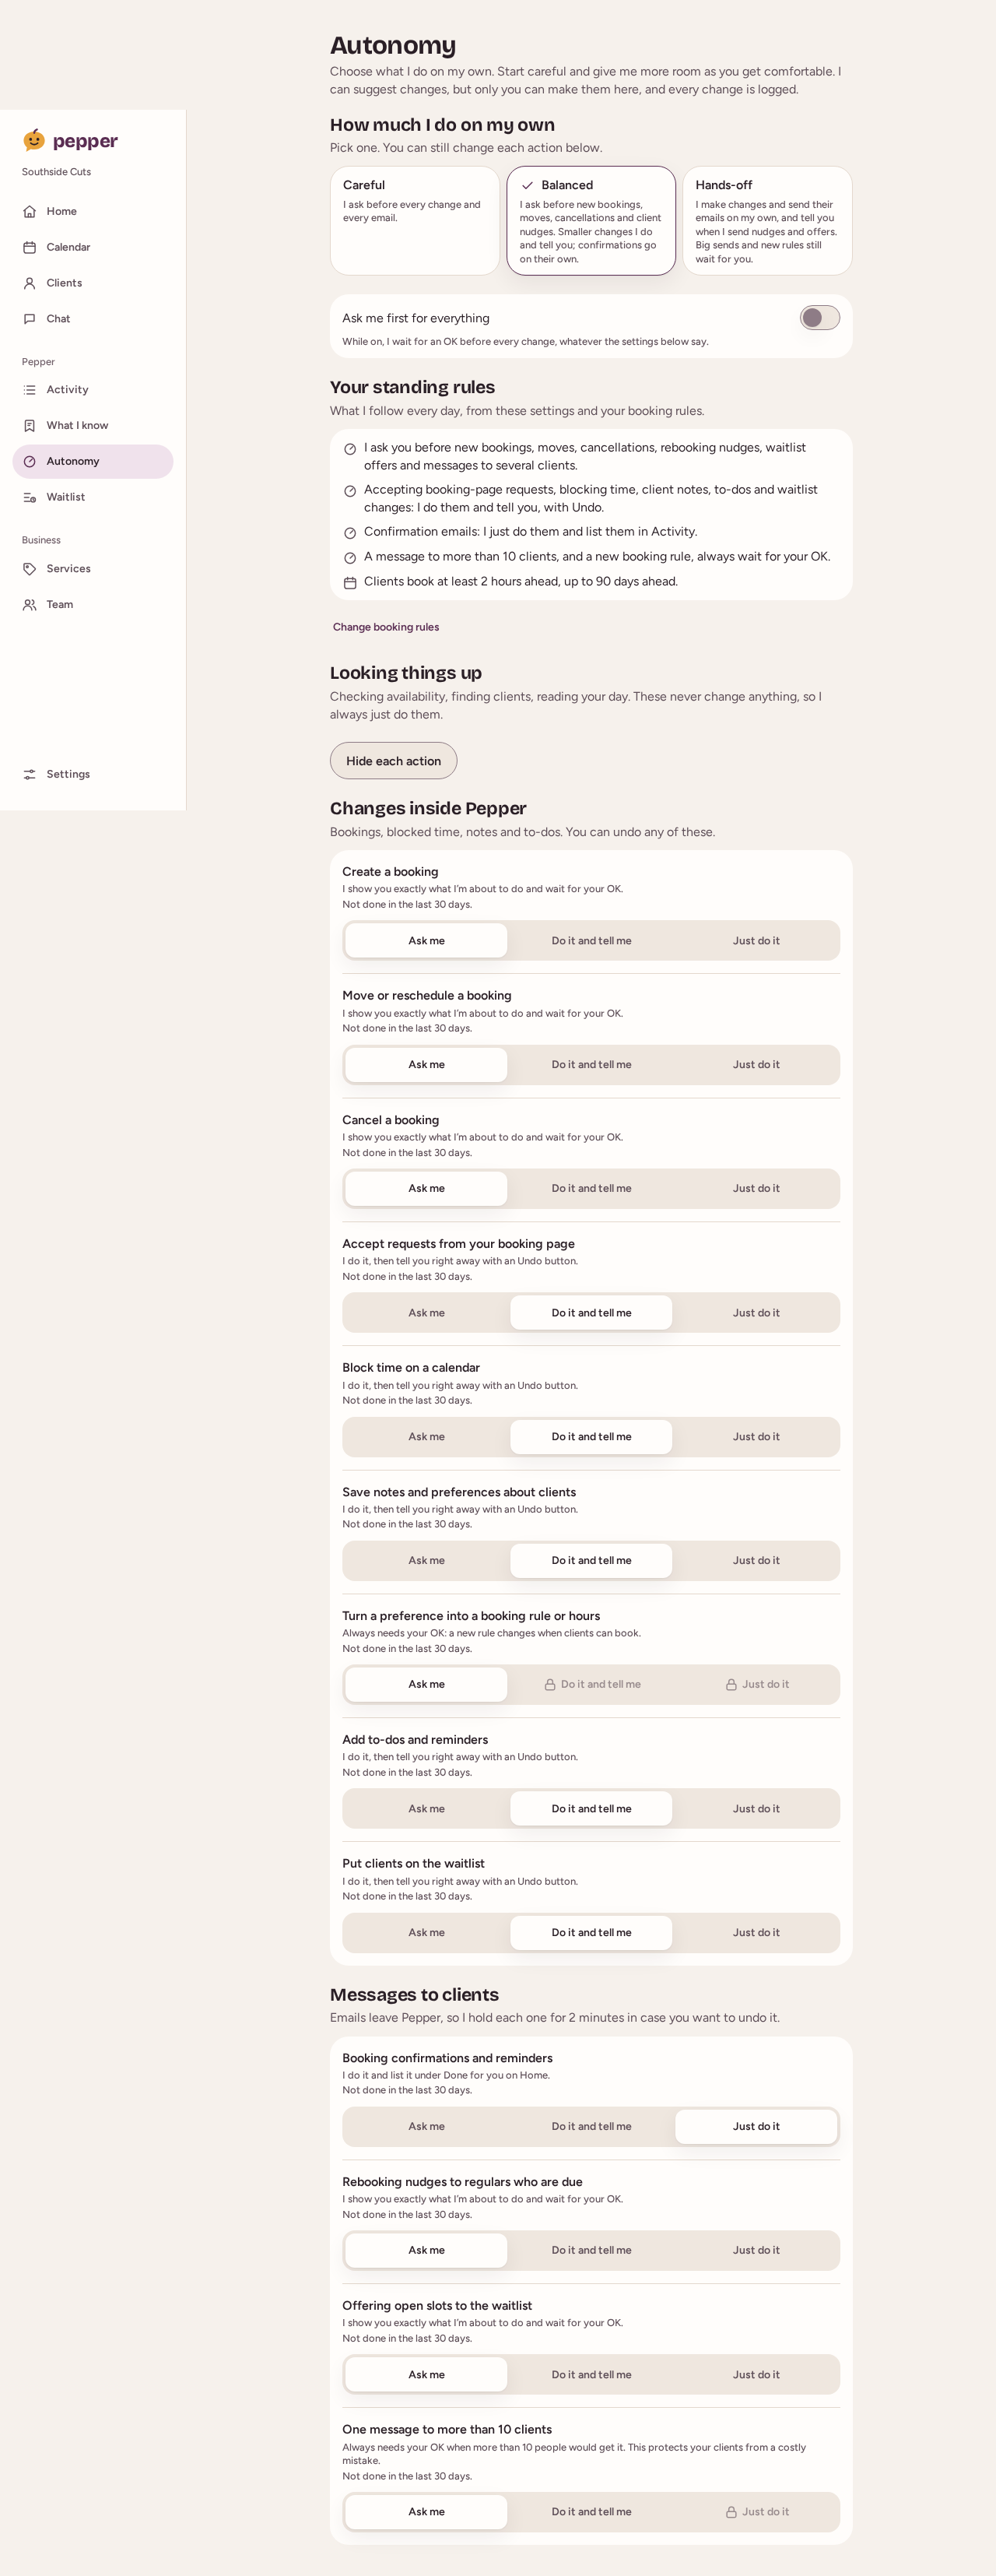 Autonomy
Choose what I do on my own. Start careful and give me more room as you get comfortable. I
can suggest changes, but only you can make them here, and every change is logged.
pepper
Southside Cuts
Home
Calendar
Clients
Chat
Pepper
Activity
What I know
Autonomy
Waitlist
Business
Services
Team
Settings
How much I do on my own
Pick one. You can still change each action below.
Careful
I ask before every change and
every email.
Balanced
I ask before new bookings,
moves, cancellations and client
nudges. Smaller changes I do
and tell you; confirmations go
on their own.
Hands-off
I make changes and send their
emails on my own, and tell you
when I send nudges and offers.
Big sends and new rules still
wait for you.
Ask me first for everything
While on, I wait for an OK before every change, whatever the settings below say.
Your standing rules
What I follow every day, from these settings and your booking rules.
I ask you before new bookings, moves, cancellations, rebooking nudges, waitlist
offers and messages to several clients.
Accepting booking-page requests, blocking time, client notes, to-dos and waitlist
changes: I do them and tell you, with Undo.
Confirmation emails: I just do them and list them in Activity.
A message to more than 10 clients, and a new booking rule, always wait for your OK.
Clients book at least 2 hours ahead, up to 90 days ahead.
Change booking rules
Looking things up
Checking availability, finding clients, reading your day. These never change anything, so I
always just do them.
Hide each action
Changes inside Pepper
Bookings, blocked time, notes and to-dos. You can undo any of these.
Create a booking
I show you exactly what I'm about to do and wait for your OK.
Not done in the last 30 days.
Ask me Do it and tell me Just do it
Move or reschedule a booking
I show you exactly what I'm about to do and wait for your OK.
Not done in the last 30 days.
Ask me Do it and tell me Just do it
Cancel a booking
I show you exactly what I'm about to do and wait for your OK.
Not done in the last 30 days.
Ask me Do it and tell me Just do it
Accept requests from your booking page
I do it, then tell you right away with an Undo button.
Not done in the last 30 days.
Ask me Do it and tell me Just do it
Block time on a calendar
I do it, then tell you right away with an Undo button.
Not done in the last 30 days.
Ask me Do it and tell me Just do it
Save notes and preferences about clients
I do it, then tell you right away with an Undo button.
Not done in the last 30 days.
Ask me Do it and tell me Just do it
Turn a preference into a booking rule or hours
Always needs your OK: a new rule changes when clients can book.
Not done in the last 30 days.
Ask me Do it and tell me Just do it
Add to-dos and reminders
I do it, then tell you right away with an Undo button.
Not done in the last 30 days.
Ask me Do it and tell me Just do it
Put clients on the waitlist
I do it, then tell you right away with an Undo button.
Not done in the last 30 days.
Ask me Do it and tell me Just do it
Messages to clients
Emails leave Pepper, so I hold each one for 2 minutes in case you want to undo it.
Booking confirmations and reminders
I do it and list it under Done for you on Home.
Not done in the last 30 days.
Ask me Do it and tell me Just do it
Rebooking nudges to regulars who are due
I show you exactly what I'm about to do and wait for your OK.
Not done in the last 30 days.
Ask me Do it and tell me Just do it
Offering open slots to the waitlist
I show you exactly what I'm about to do and wait for your OK.
Not done in the last 30 days.
Ask me Do it and tell me Just do it
One message to more than 10 clients
Always needs your OK when more than 10 people would get it. This protects your clients from a costly
mistake.
Not done in the last 30 days.
Ask me Do it and tell me Just do it